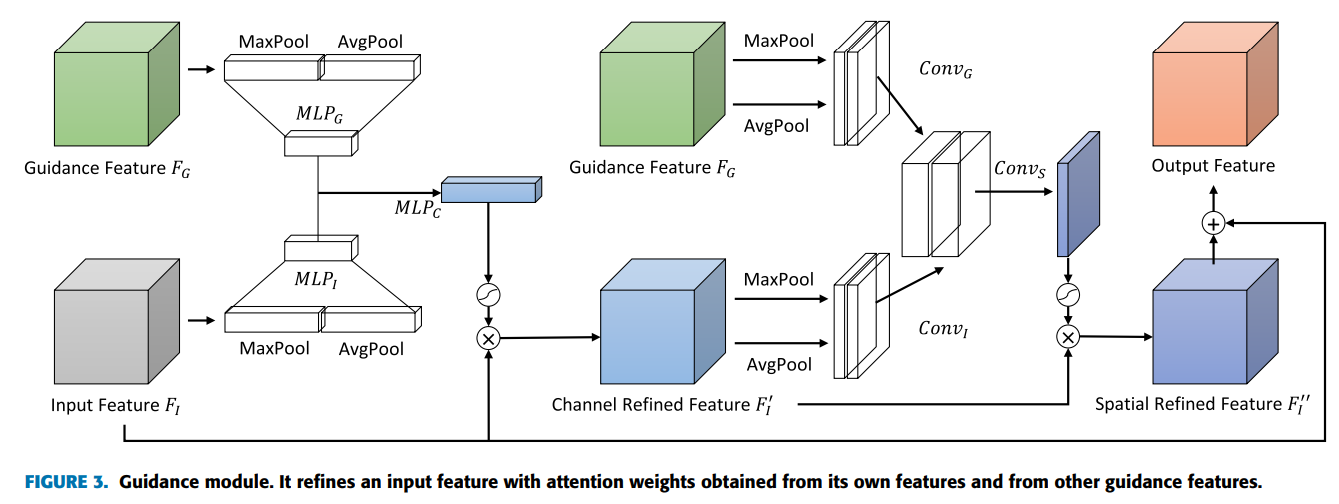 MaxPool AvgPool
MLP_G
Guidance Feature F_G
MLP_C
MLP_I
MaxPool AvgPool
Input Feature F_I
MaxPool
AvgPool
Conv_G
Guidance Feature F_G
Conv_S
MaxPool
AvgPool
Conv_I
Channel Refined Feature F_I′
Output Feature
+
×
×
Spatial Refined Feature F_I′′
FIGURE 3. Guidance module. It refines an input feature with attention weights obtained from its own features and from other guidance features.